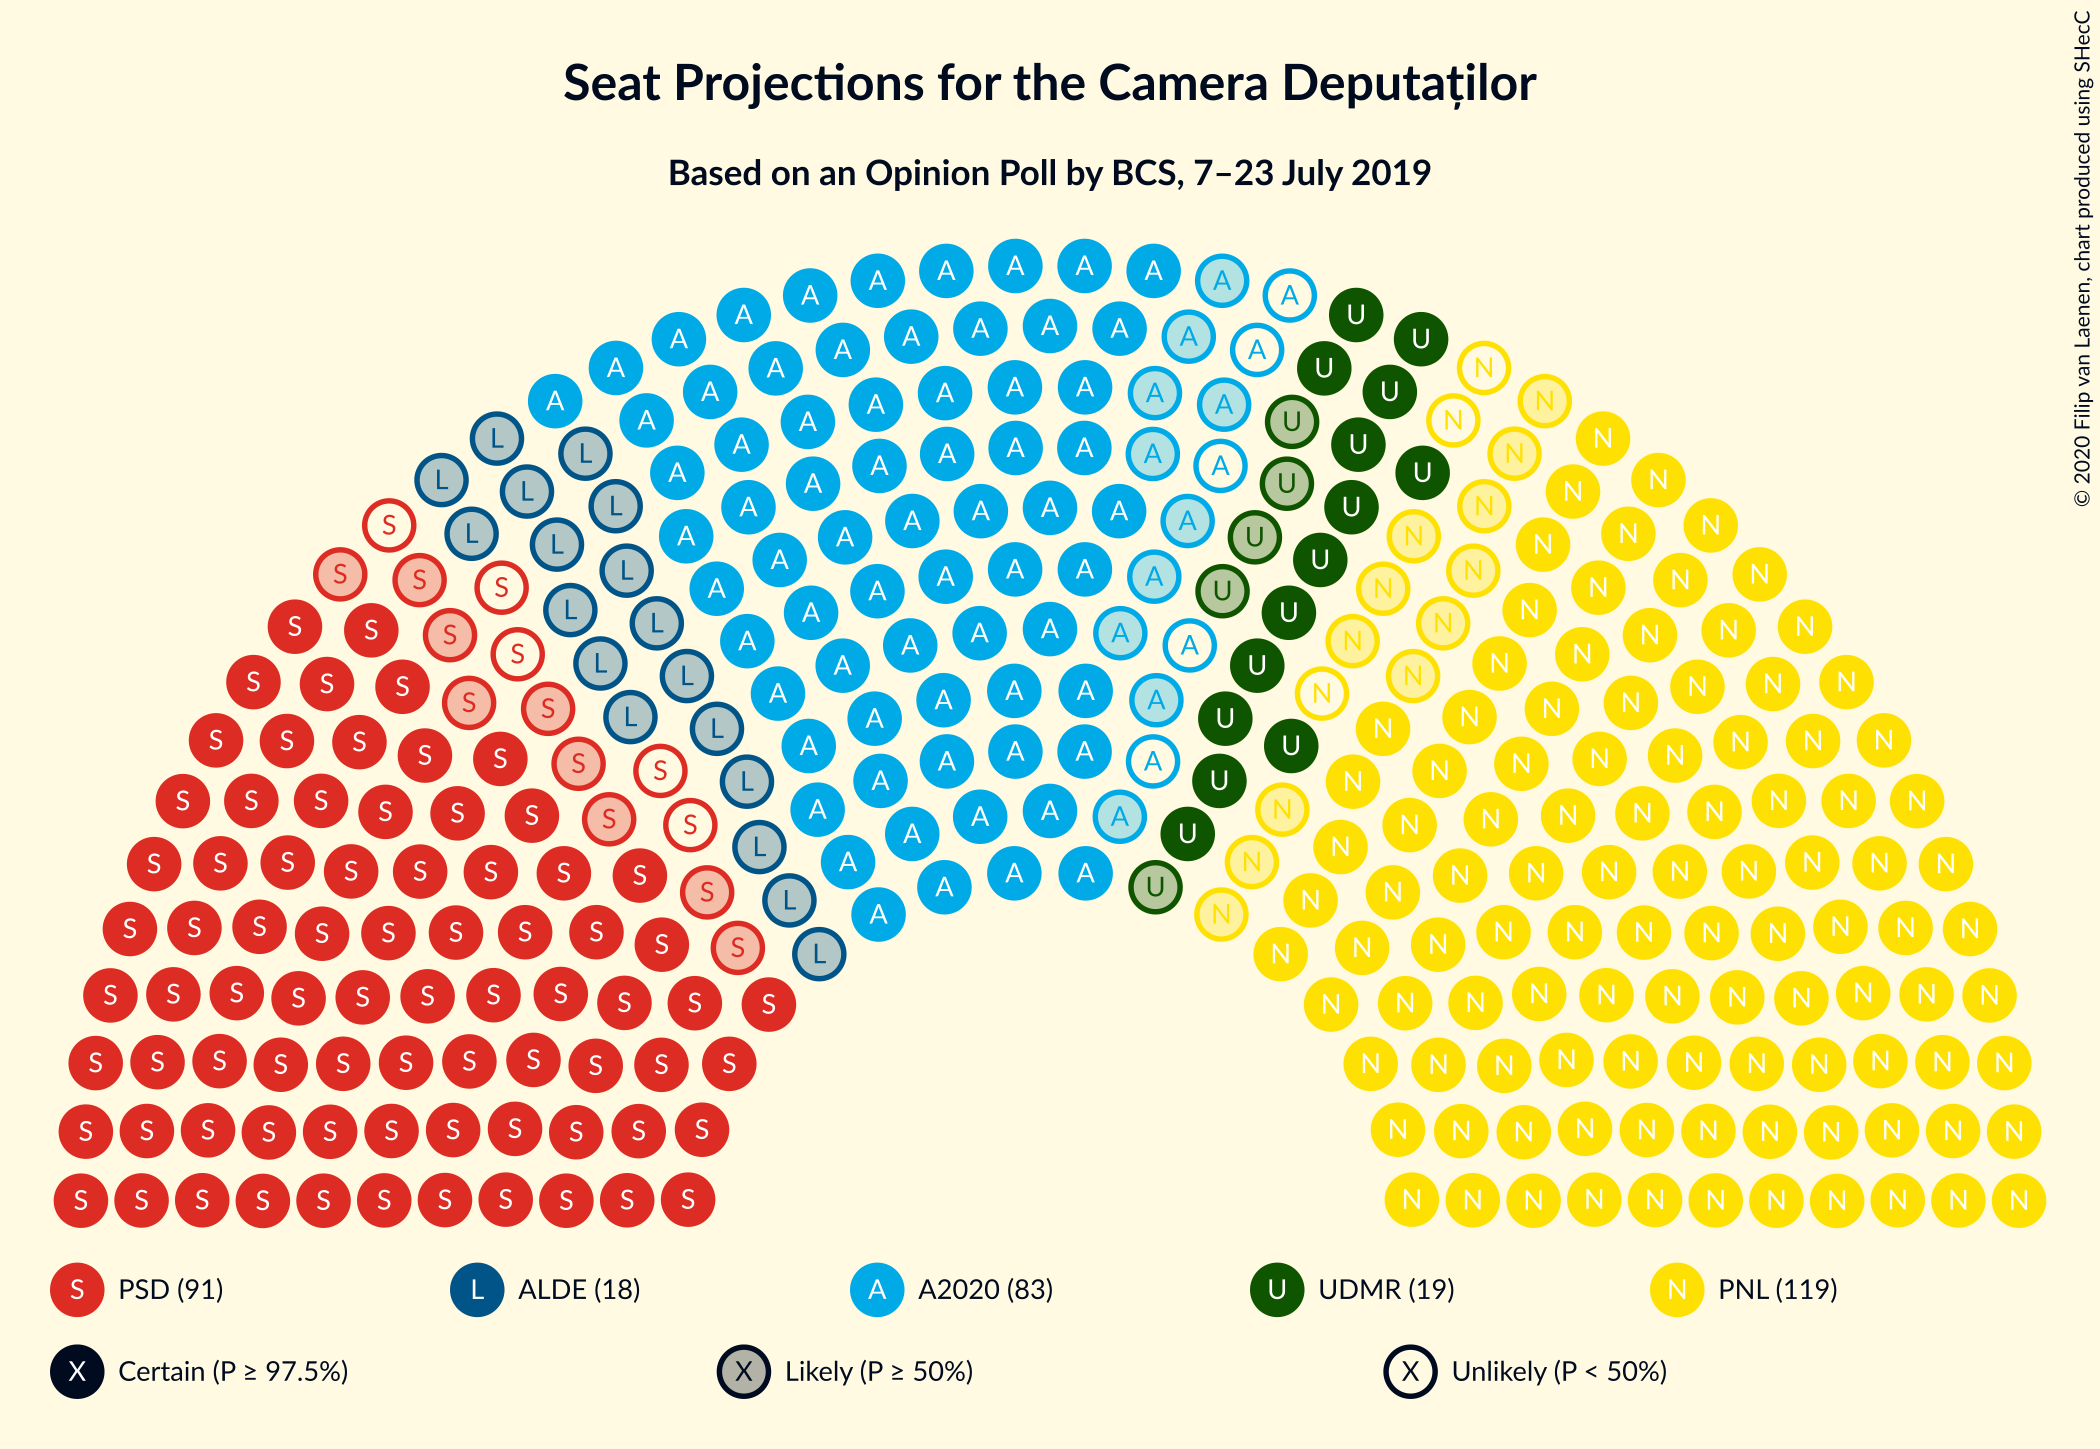 Seat Projections for the Camera Deputaților
Based on an Opinion Poll by BCS, 7–23 July 2019
© 2020 Filip van Laenen, chart produced using SHecC
S PSD (91) L ALDE (18) A A2020 (83) U UDMR (19) N PNL (119)
X Certain (P ≥ 97.5%) X Likely (P ≥ 50%) X Unlikely (P < 50%)